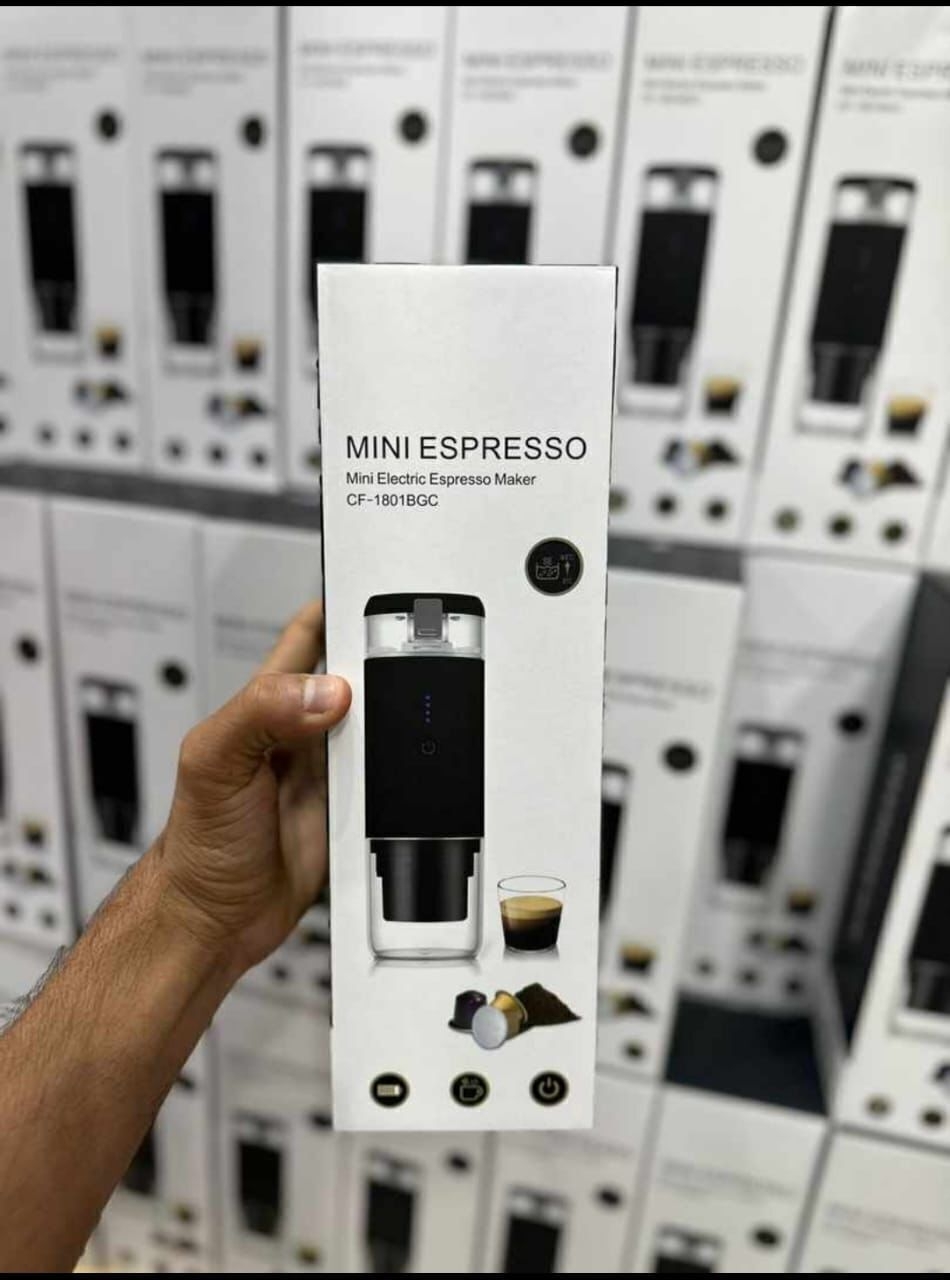 MINI ESPRESSO
Mini Electric Espresso Maker
CF-1801BGC